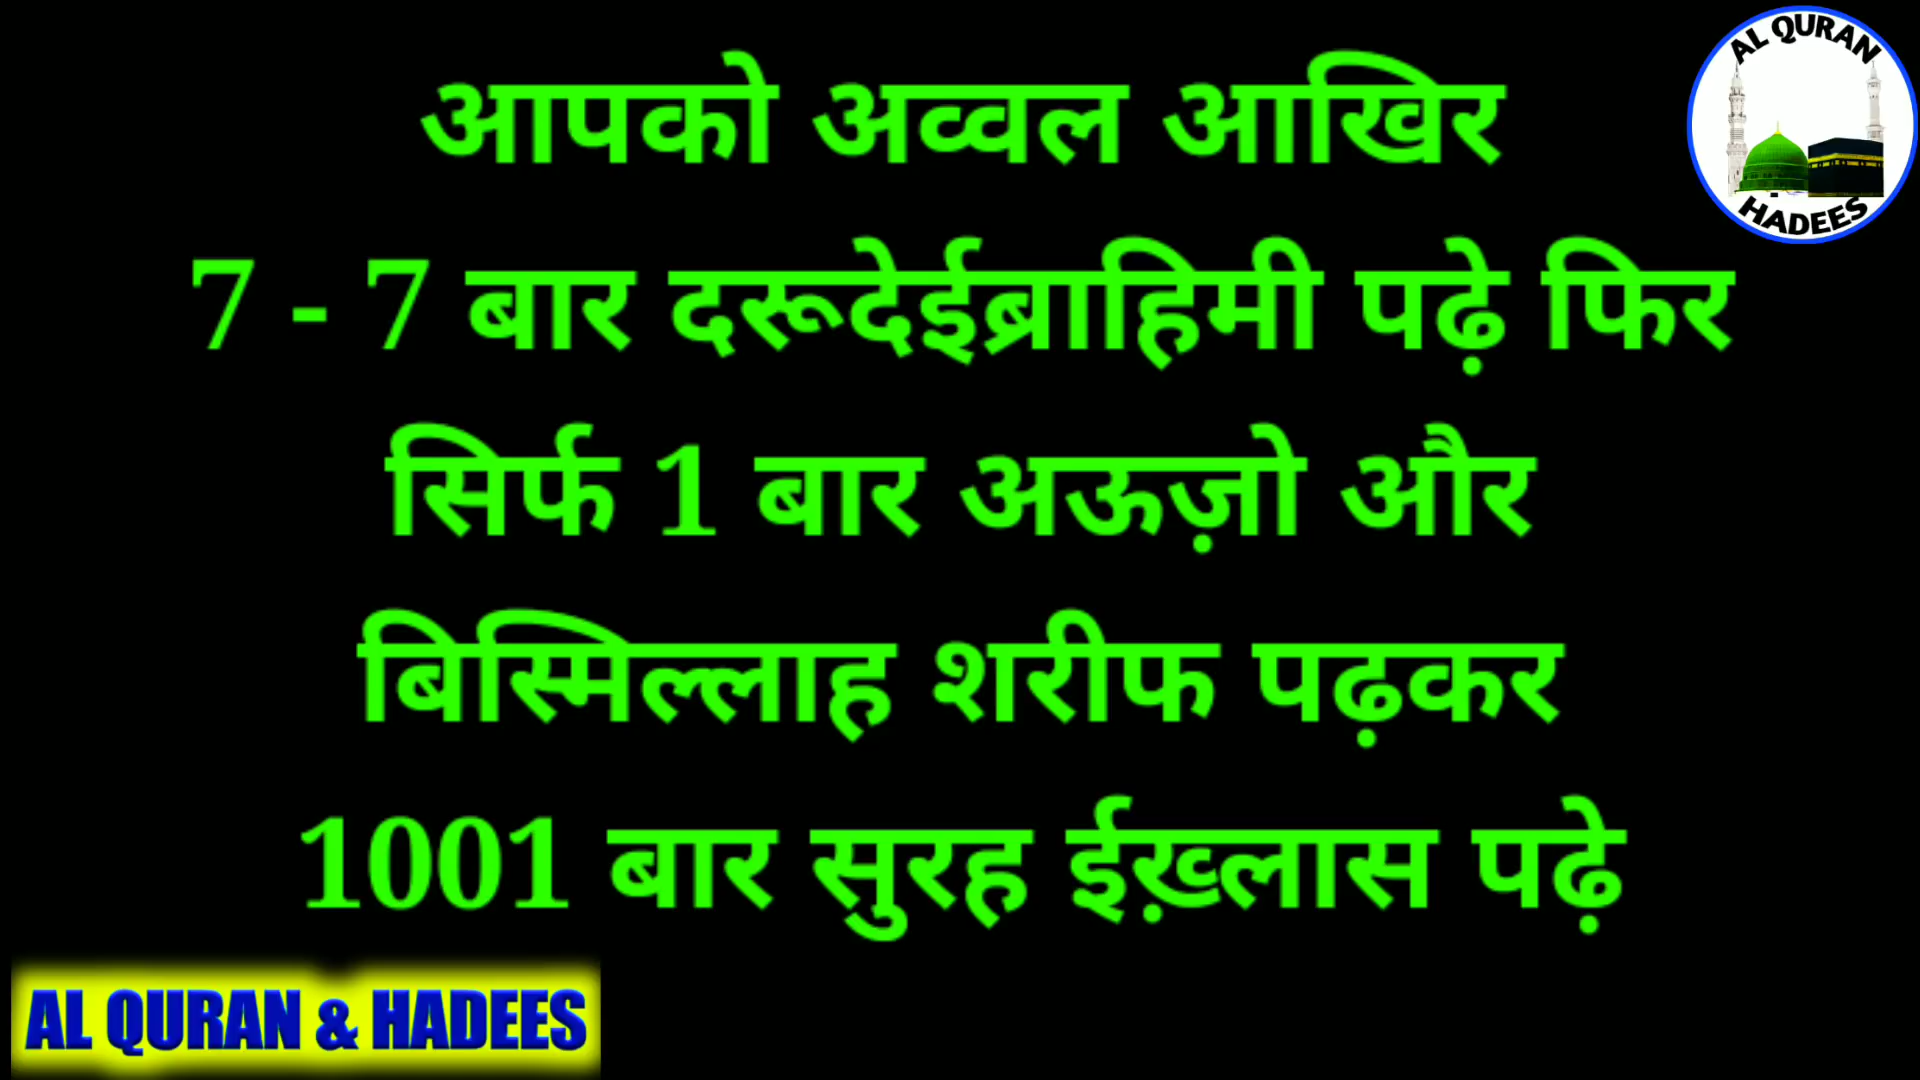 आपको अव्वल आखिर
7 - 7 बार दरूदेईब्राहिमी पढ़े फिर
सिर्फ 1 बार अऊज़ो और
बिस्मिल्लाह शरीफ पढ़कर
1001 बार सुरह ईख़्लास पढ़े
AL QURAN
HADEES
AL QURAN & HADEES